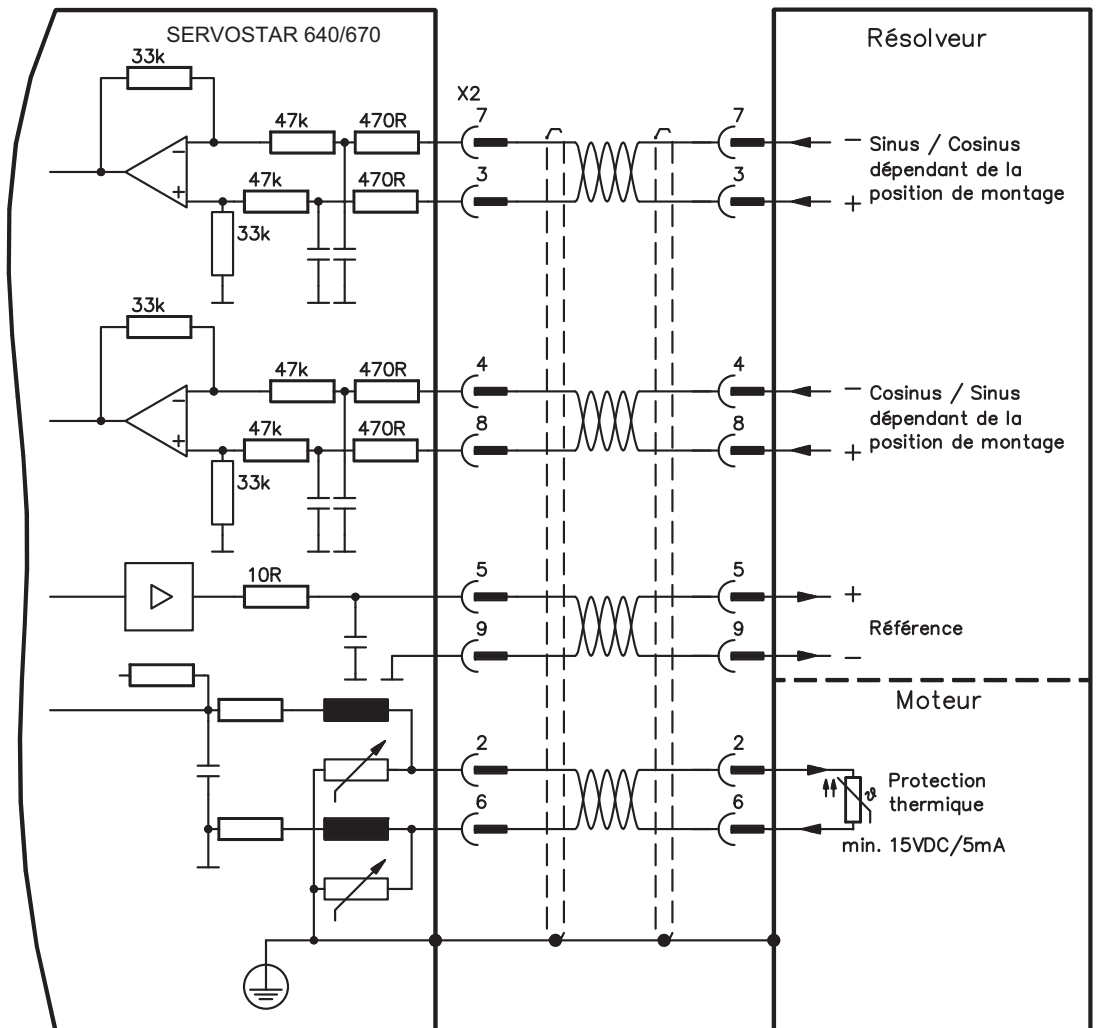 SERVOSTAR 640/670
Résolveur
33k
X2
47k
470R
7
7
− Sinus / Cosinus
dépendant de la
position de montage
+
47k
470R
3
3
33k
33k
47k
470R
4
4
− Cosinus / Sinus
dépendant de la
position de montage
+
47k
470R
8
8
33k
10R
5
5
+
Référence
9
9
−
Moteur
2
2
Protection
thermique
ϑ
6
6
min. 15VDC/5mA